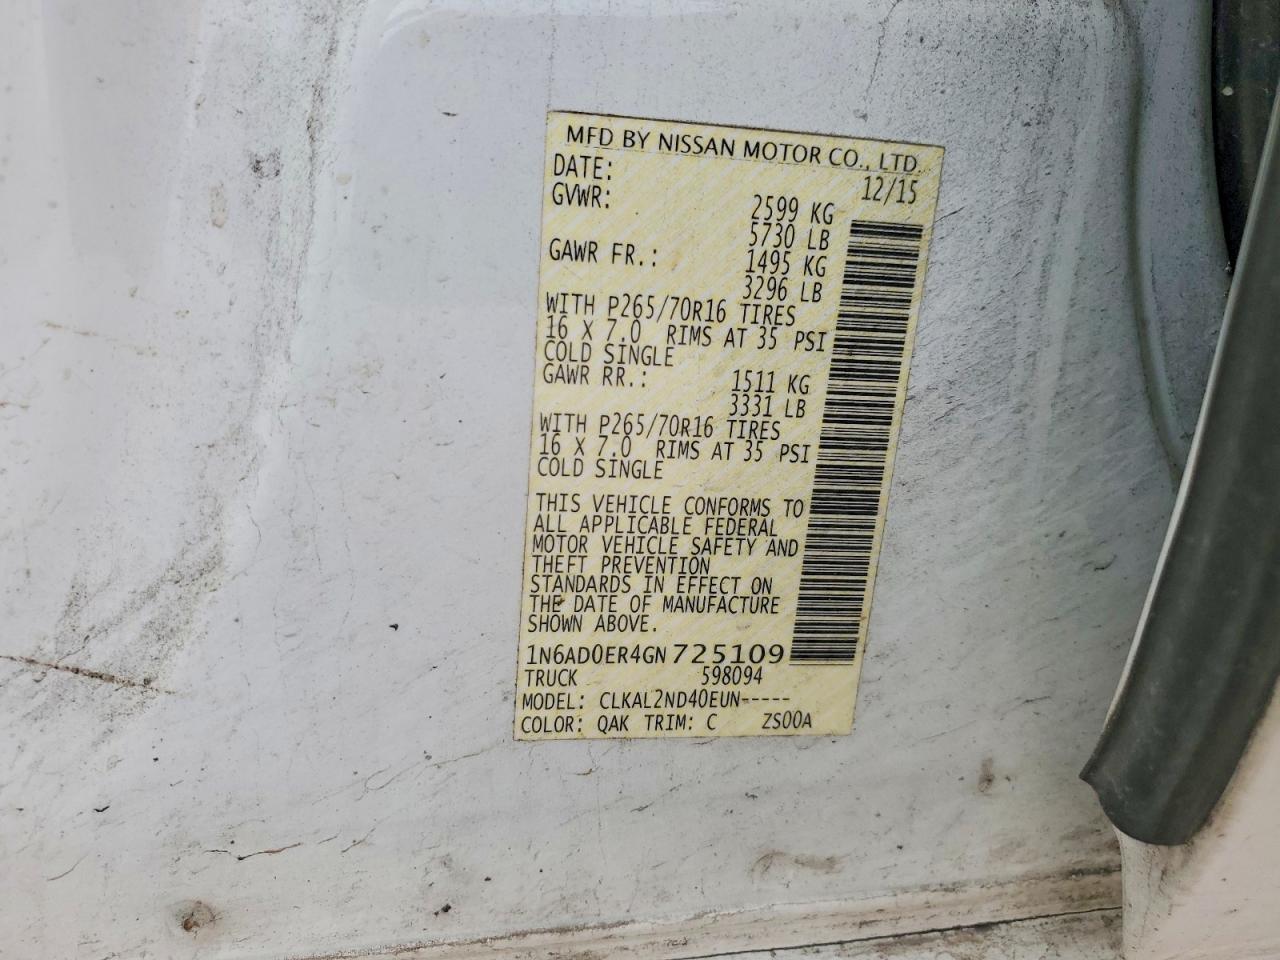 MFD BY NISSAN MOTOR CO., LTD.
DATE: 12/15
GVWR: 2599 KG
5730 LB
GAWR FR.: 1495 KG
3296 LB
WITH P265/70R16 TIRES
16 X 7.0 RIMS AT 35 PSI
COLD SINGLE
GAWR RR.: 1511 KG
3331 LB
WITH P265/70R16 TIRES
16 X 7.0 RIMS AT 35 PSI
COLD SINGLE
THIS VEHICLE CONFORMS TO
ALL APPLICABLE FEDERAL
MOTOR VEHICLE SAFETY AND
THEFT PREVENTION
STANDARDS IN EFFECT ON
THE DATE OF MANUFACTURE
SHOWN ABOVE.
1N6AD0ER4GN725109
TRUCK 598094
MODEL: CLKAL2ND40EUN-----
COLOR: QAK TRIM: C ZS00A